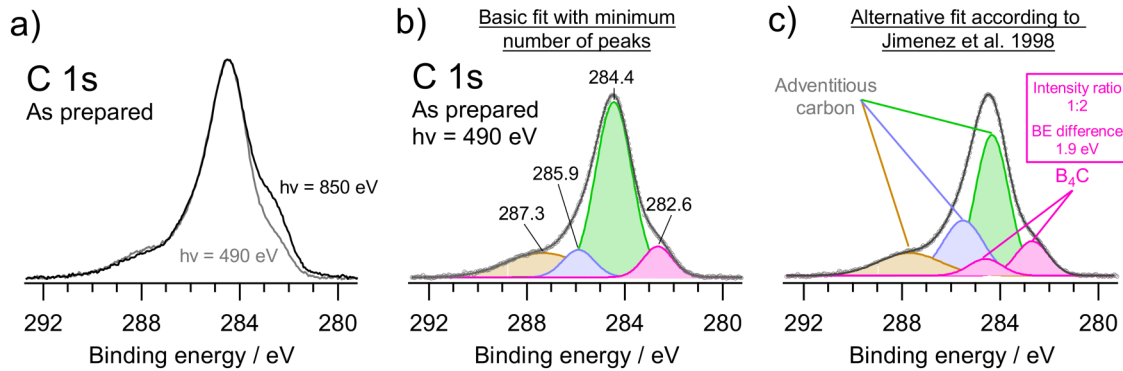 a)
C 1s
As prepared
hv = 850 eV
hv = 490 eV
292
288
284
280
Binding energy / eV
b)
Basic fit with minimum
number of peaks
C 1s
As prepared
hv = 490 eV
284.4
285.9
287.3
282.6
292
288
284
280
Binding energy / eV
c)
Alternative fit according to
Jimenez et al. 1998
Adventitious
carbon
Intensity ratio
1:2
BE difference
1.9 eV
B₄C
292
288
284
280
Binding energy / eV